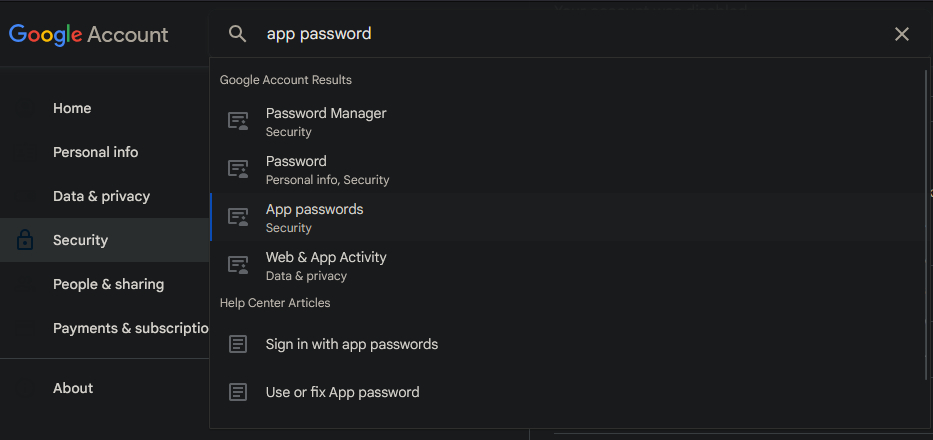 Google Account
app password
Home
Personal info
Data & privacy
Security
People & sharing
Payments & subscriptio
About
Google Account Results
Password Manager
Security
Password
Personal info, Security
App passwords
Security
Web & App Activity
Data & privacy
Help Center Articles
Sign in with app passwords
Use or fix App password